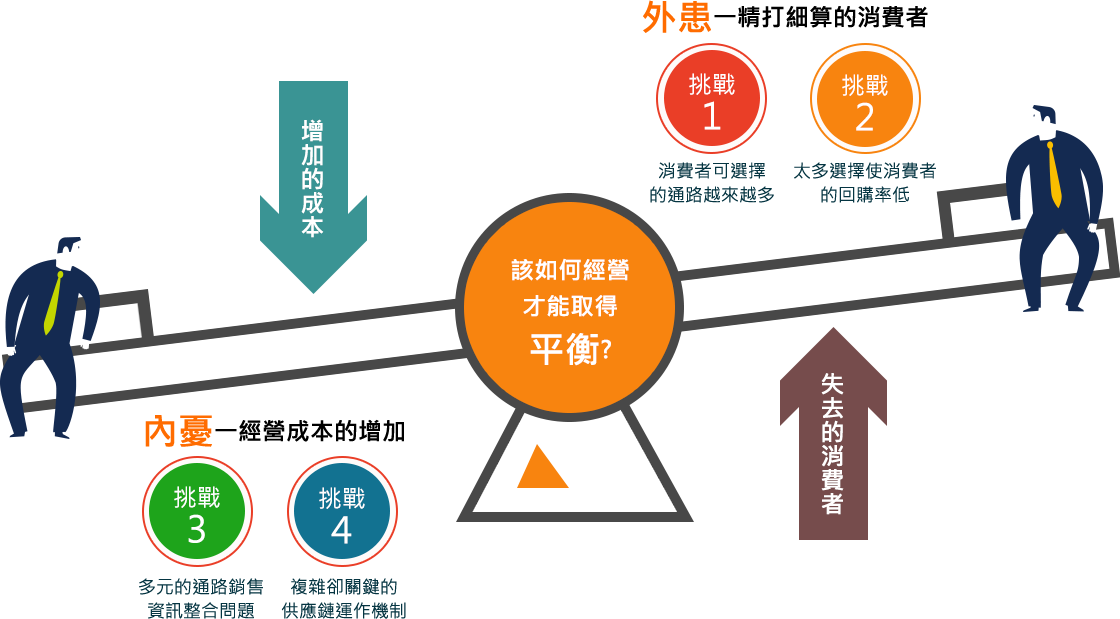 外患一精打細算的消費者
挑戰
1
消費者可選擇
的通路越來越多
挑戰
2
太多選擇使消費者
的回購率低
增加的成本
該如何經營
才能取得
平衡?
失去的消費者
內憂一經營成本的增加
挑戰
3
多元的通路銷售
資訊整合問題
挑戰
4
複雜卻關鍵的
供應鏈運作機制